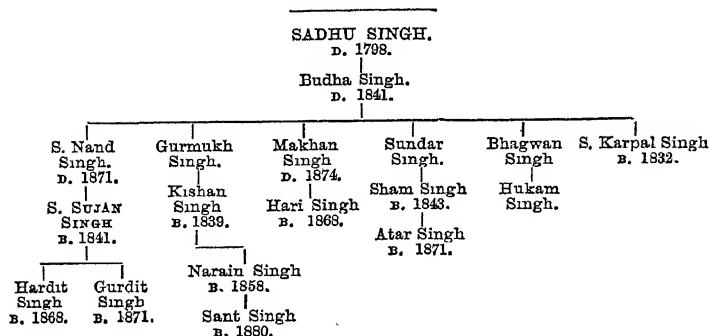 SADHU SINGH.
D. 1798.
Budha Singh.
D. 1841.
S. Nand
Singh.
D. 1871.
S. SUJAN
SINGH
B. 1841.
Hardit
Singh
B. 1868.
Gurdit
Singh
B. 1871.
Gurmukh
Singh.
Kishan
Singh
B. 1839.
Narain Singh
B. 1858.
Sant Singh
B. 1880.
Makhan
Singh
D. 1874.
Hari Singh
B. 1868.
Sundar
Singh.
Sham Singh
B. 1843.
Atar Singh
B. 1871.
Bhagwan
Singh
Hukam
Singh.
S. Karpal Singh
B. 1832.